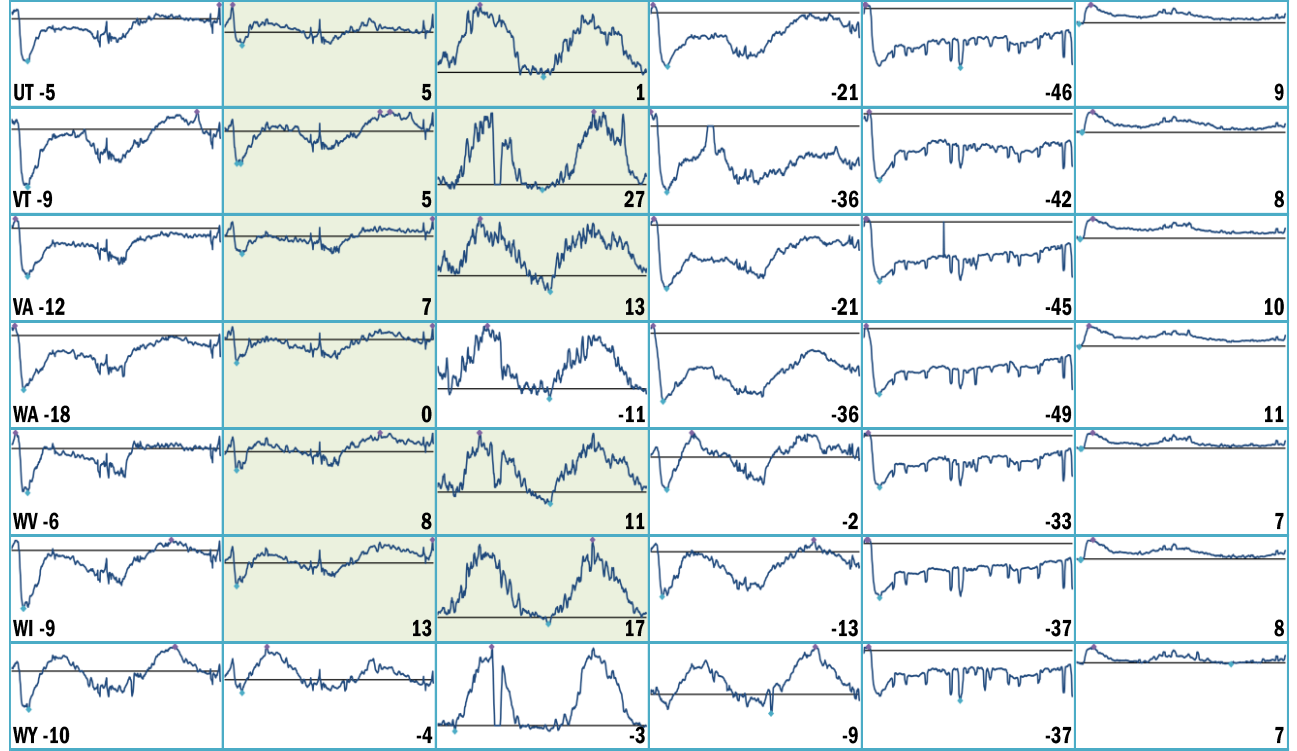 UT -5 5 1 -21 -46 9
VT -9 5 27 -36 -42 8
VA -12 7 13 -21 -45 10
WA -18 0 -11 -36 -49 11
WV -6 8 11 -2 -33 7
WI -9 13 17 -13 -37 8
WY -10 -4 -3 -9 -37 7